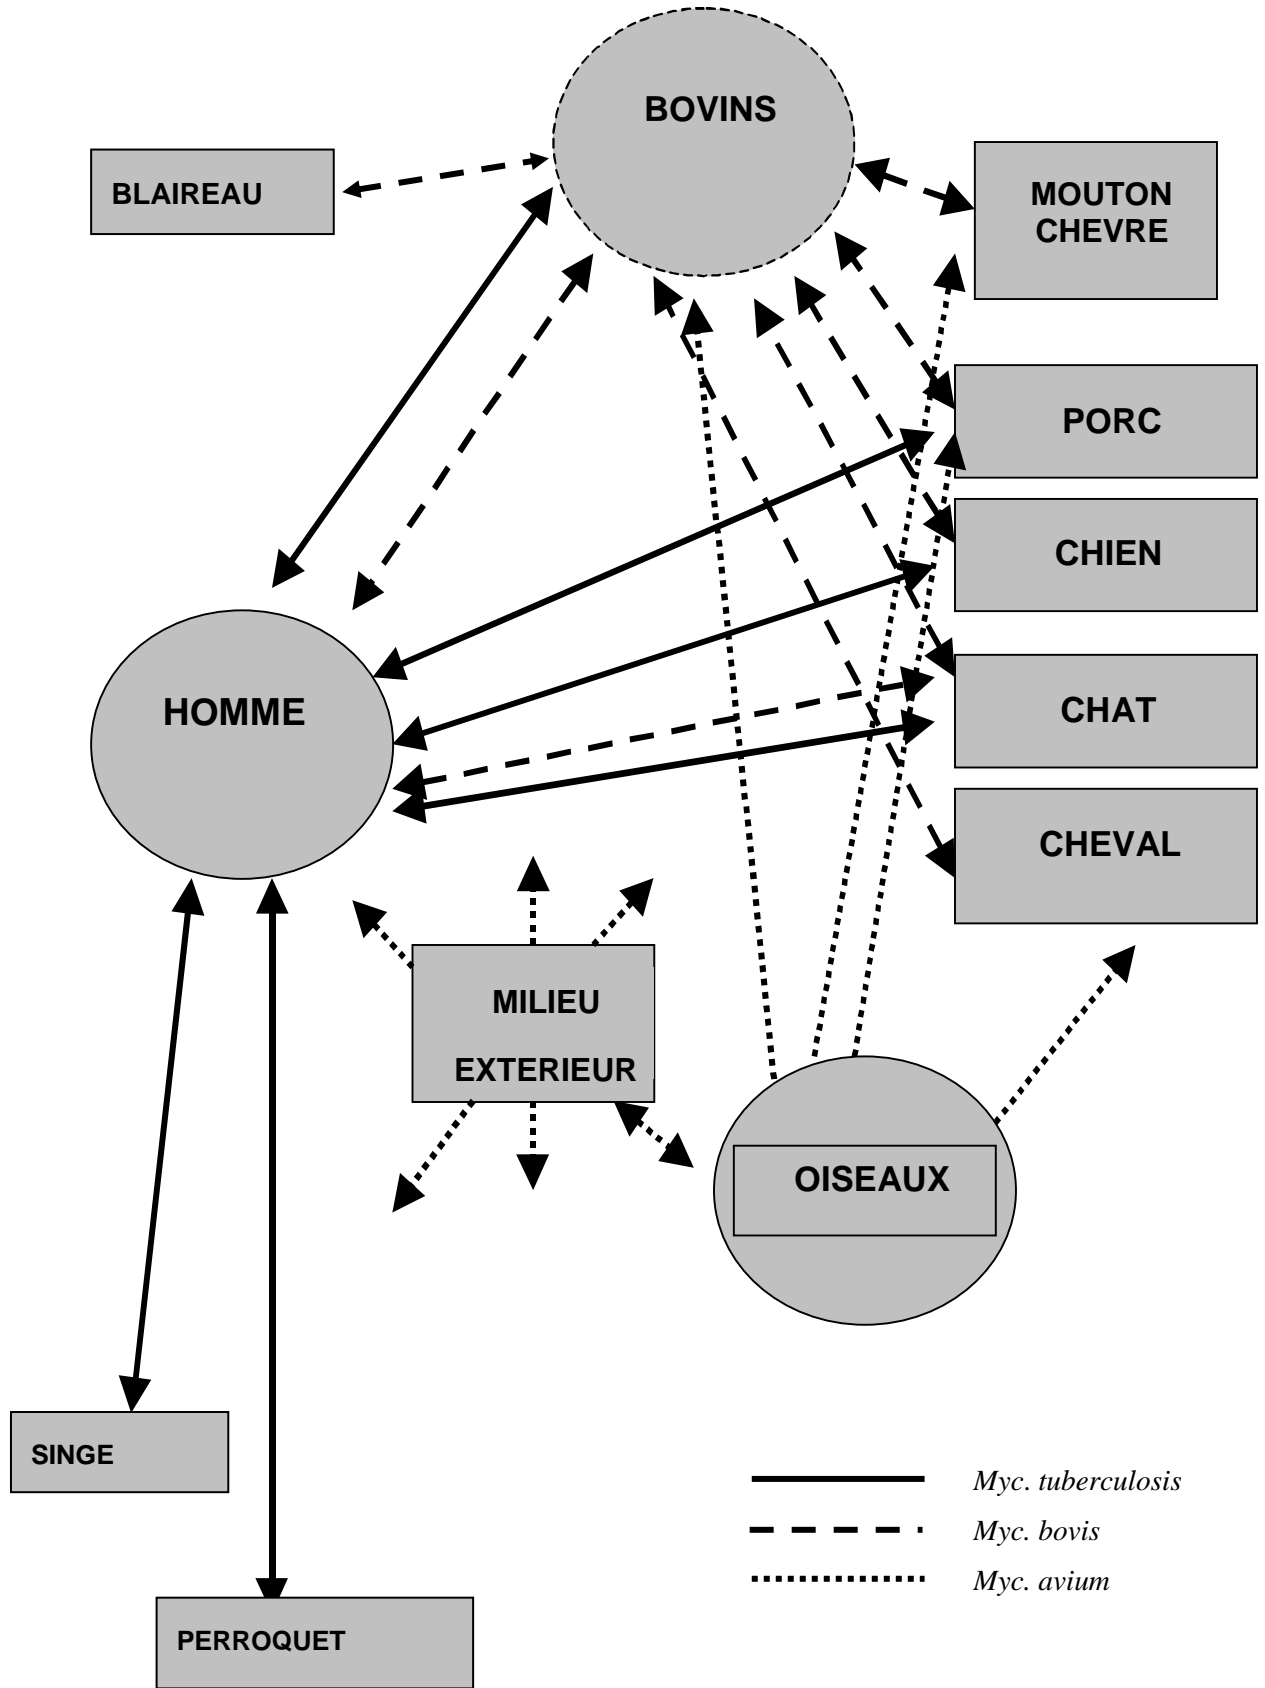 BOVINS
BLAIREAU
MOUTON
CHEVRE
PORC
CHIEN
CHAT
HOMME
CHEVAL
MILIEU
EXTERIEUR
OISEAUX
SINGE
Myc. tuberculosis
Myc. bovis
Myc. avium
PERROQUET